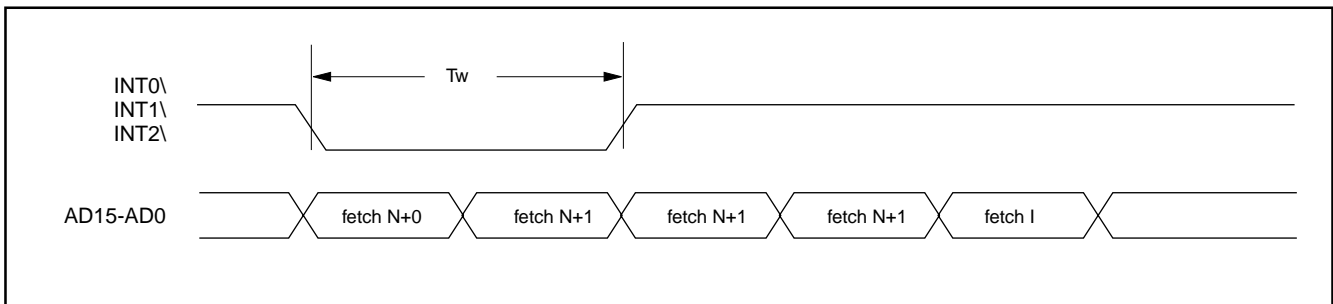 Tw
INT0\
INT1\
INT2\
AD15-AD0 fetch N+0 fetch N+1 fetch N+1 fetch N+1 fetch I